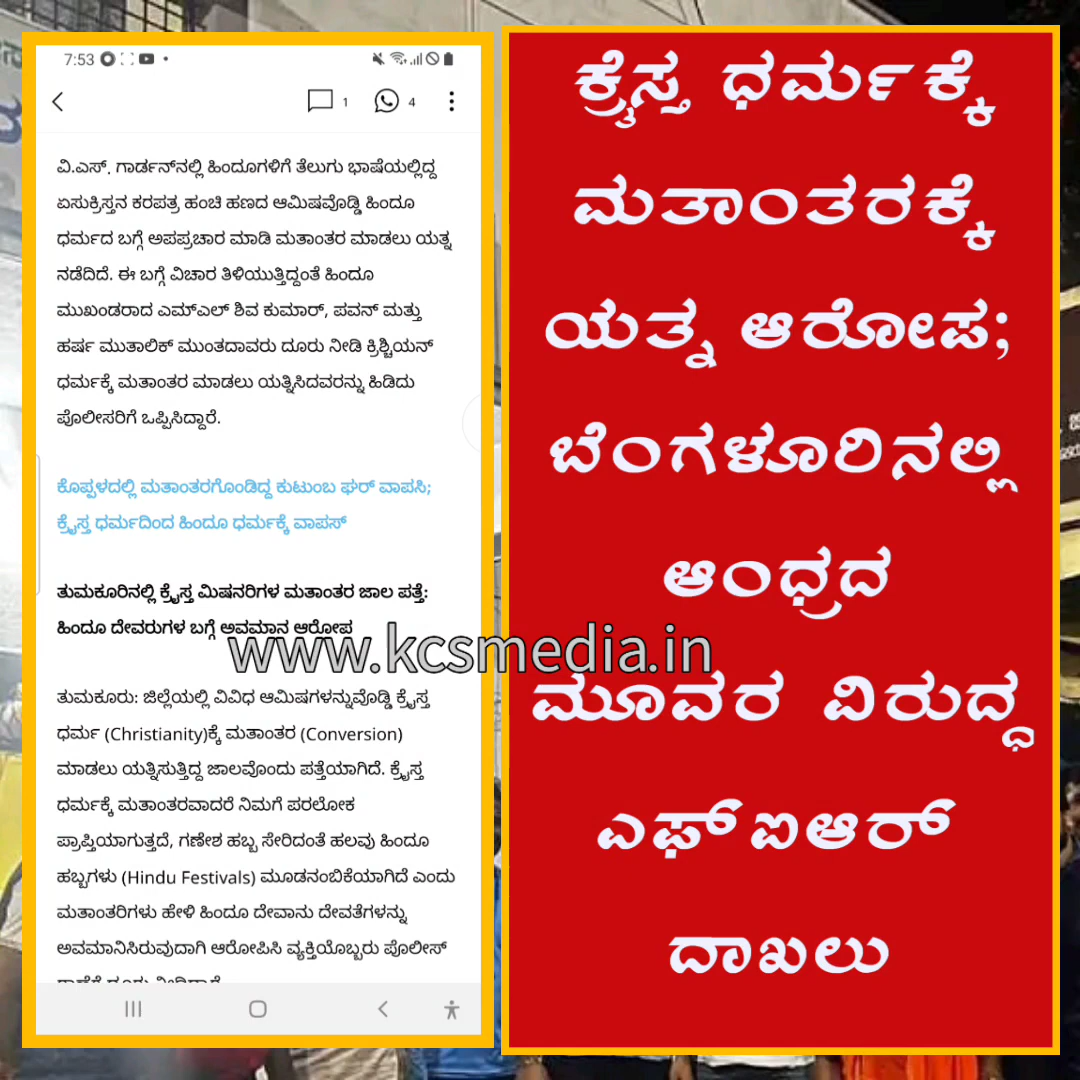 7:53
1
4
ವಿ.ಎಸ್. ಗಾರ್ಡನ್‌ನಲ್ಲಿ ಹಿಂದೂಗಳಿಗೆ ತೆಲುಗು ಭಾಷೆಯಲ್ಲಿದ್ದ
ಏಸುಕ್ರಿಸ್ತನ ಕರಪತ್ರ ಹಂಚಿ ಹಣದ ಆಮಿಷವೊಡ್ಡಿ ಹಿಂದೂ
ಧರ್ಮದ ಬಗ್ಗೆ ಅಪಪ್ರಚಾರ ಮಾಡಿ ಮತಾಂತರ ಮಾಡಲು ಯತ್ನ
ನಡೆದಿದೆ. ಈ ಬಗ್ಗೆ ವಿಚಾರ ತಿಳಿಯುತ್ತಿದ್ದಂತೆ ಹಿಂದೂ
ಮುಖಂಡರಾದ ಎಮ್‌ಎಲ್ ಶಿವ ಕುಮಾರ್, ಪವನ್ ಮತ್ತು
ಹರ್ಷ ಮುತಾಲಿಕ್ ಮುಂತದಾವರು ದೂರು ನೀಡಿ ಕ್ರಿಶ್ಚಿಯನ್
ಧರ್ಮಕ್ಕೆ ಮತಾಂತರ ಮಾಡಲು ಯತ್ನಿಸಿದವರನ್ನು ಹಿಡಿದು
ಪೊಲೀಸರಿಗೆ ಒಪ್ಪಿಸಿದ್ದಾರೆ.
ಕೊಪ್ಪಳದಲ್ಲಿ ಮತಾಂತರಗೊಂಡಿದ್ದ ಕುಟುಂಬ ಘರ್ ವಾಪಸಿ;
ಕ್ರೈಸ್ತ ಧರ್ಮದಿಂದ ಹಿಂದೂ ಧರ್ಮಕ್ಕೆ ವಾಪಸ್
ತುಮಕೂರಿನಲ್ಲಿ ಕ್ರೈಸ್ತ ಮಿಷನರಿಗಳ ಮತಾಂತರ ಜಾಲ ಪತ್ತೆ:
ಹಿಂದೂ ದೇವರುಗಳ ಬಗ್ಗೆ ಅವಮಾನ ಆರೋಪ
ತುಮಕೂರು: ಜಿಲ್ಲೆಯಲ್ಲಿ ವಿವಿಧ ಆಮಿಷಗಳನ್ನುವೊಡ್ಡಿ ಕ್ರೈಸ್ತ
ಧರ್ಮ (Christianity)ಕ್ಕೆ ಮತಾಂತರ (Conversion)
ಮಾಡಲು ಯತ್ನಿಸುತ್ತಿದ್ದ ಜಾಲವೊಂದು ಪತ್ತೆಯಾಗಿದೆ. ಕ್ರೈಸ್ತ
ಧರ್ಮಕ್ಕೆ ಮತಾಂತರವಾದರೆ ನಿಮಗೆ ಪರಲೋಕ
ಪ್ರಾಪ್ತಿಯಾಗುತ್ತದೆ, ಗಣೇಶ ಹಬ್ಬ ಸೇರಿದಂತೆ ಹಲವು ಹಿಂದೂ
ಹಬ್ಬಗಳು (Hindu Festivals) ಮೂಡನಂಬಿಕೆಯಾಗಿದೆ ಎಂದು
ಮತಾಂತರಿಗಳು ಹೇಳಿ ಹಿಂದೂ ದೇವಾನು ದೇವತೆಗಳನ್ನು
ಅವಮಾನಿಸಿರುವುದಾಗಿ ಆರೋಪಿಸಿ ವ್ಯಕ್ತಿಯೊಬ್ಬರು ಪೊಲೀಸ್
www.kcsmedia.in
ಕ್ರೈಸ್ತ ಧರ್ಮಕ್ಕೆ
ಮತಾಂತರಕ್ಕೆ
ಯತ್ನ ಆರೋಪ;
ಬೆಂಗಳೂರಿನಲ್ಲಿ
ಆಂಧ್ರದ
ಮೂವರ ವಿರುದ್ಧ
ಎಫ್ಐಆರ್
ದಾಖಲು